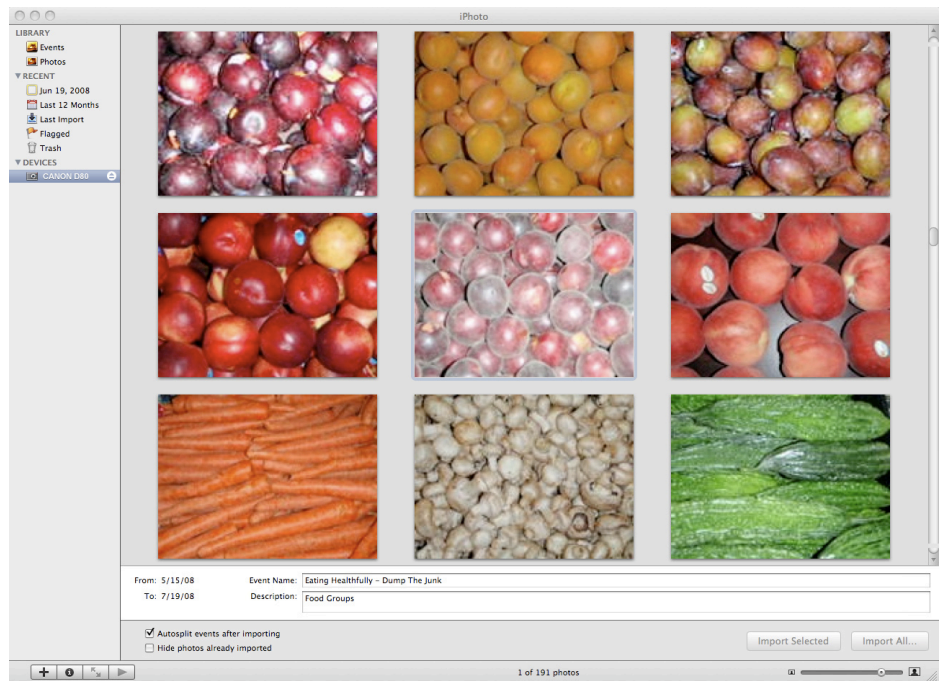 iPhoto
LIBRARY
Events
Photos
RECENT
Jun 19, 2008
Last 12 Months
Last Import
Flagged
Trash
DEVICES
CANON D80
From: 5/15/08
Event Name: Eating Healthfully - Dump The Junk
To: 7/19/08
Description: Food Groups
Autosplit events after importing
Hide photos already imported
Import Selected
Import All...
1 of 191 photos